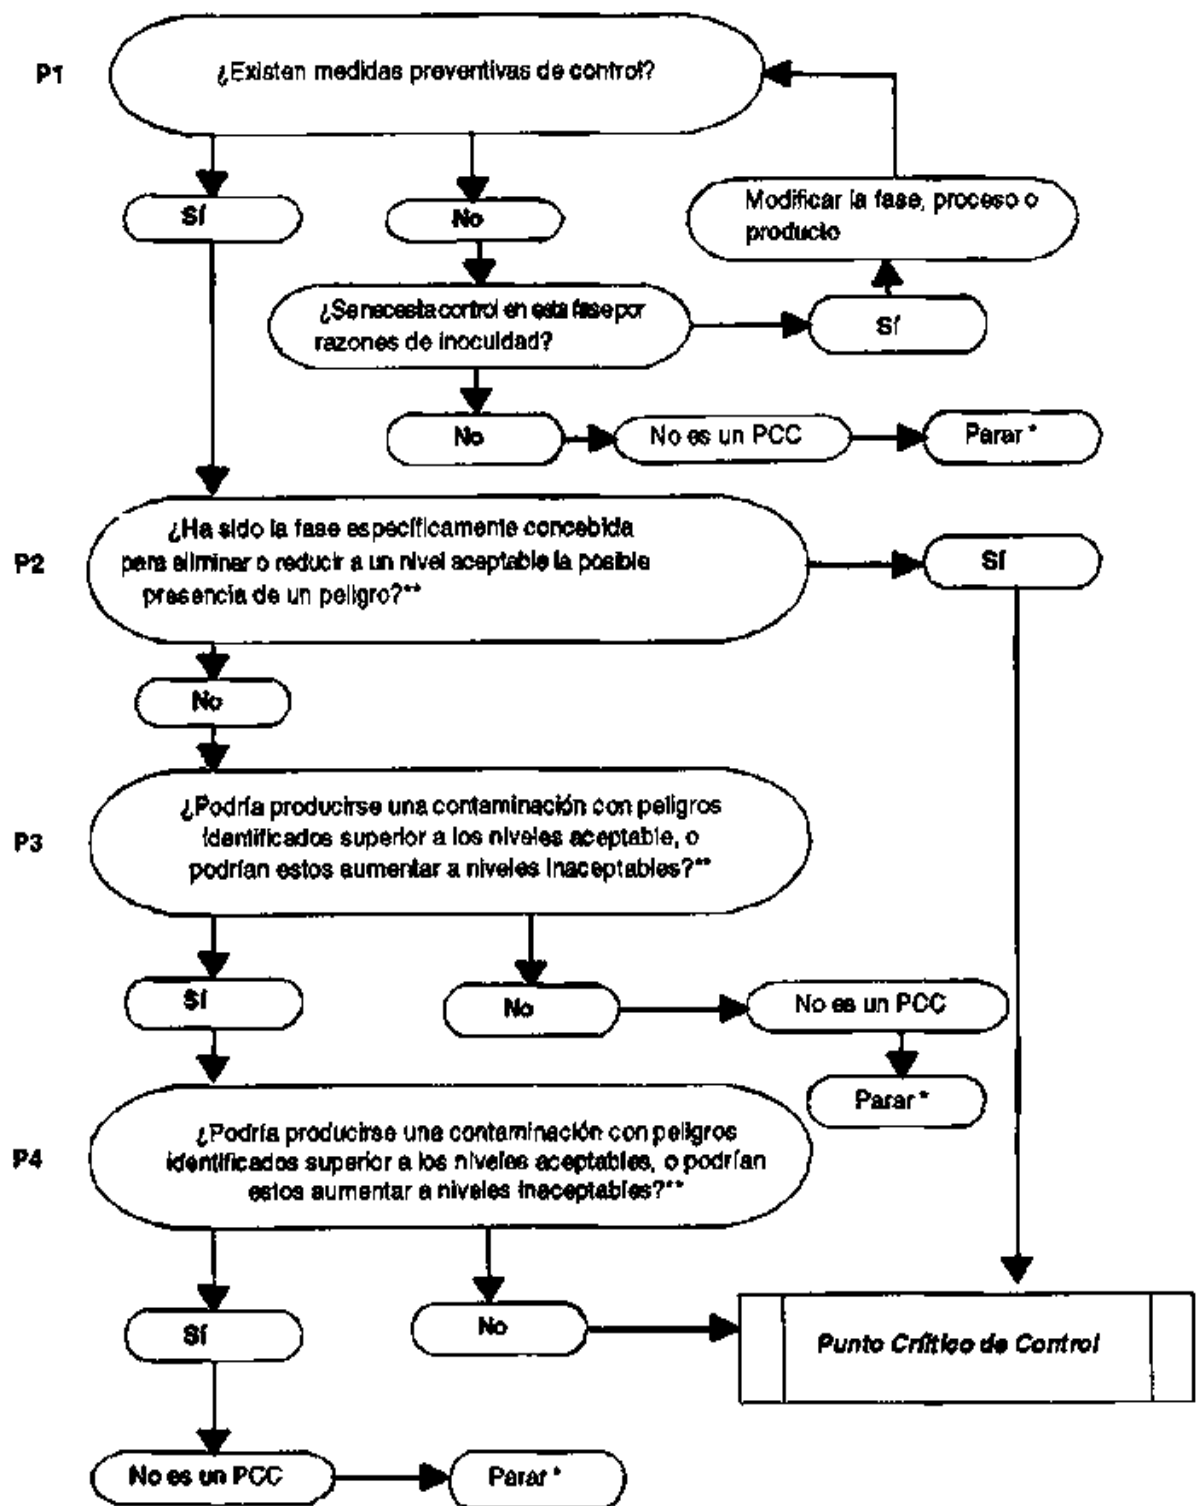 P1
¿Existen medidas preventivas de control?
Sí
No
Modificar la fase, proceso o
producto
¿Se necesita control en esta fase por
razones de inocuidad?
Sí
No
No es un PCC
Parar *
P2
¿Ha sido la fase específicamente concebida
para eliminar o reducir a un nivel aceptable la posible
presencia de un peligro?**
Sí
No
P3
¿Podría producirse una contaminación con peligros
identificados superior a los niveles aceptable, o
podrían estos aumentar a niveles inaceptables?**
Sí
No
No es un PCC
Parar *
P4
¿Podría producirse una contaminación con peligros
identificados superior a los niveles aceptables, o podrían
estos aumentar a niveles inaceptables?**
Sí
No
Punto Crítico de Control
No es un PCC
Parar *